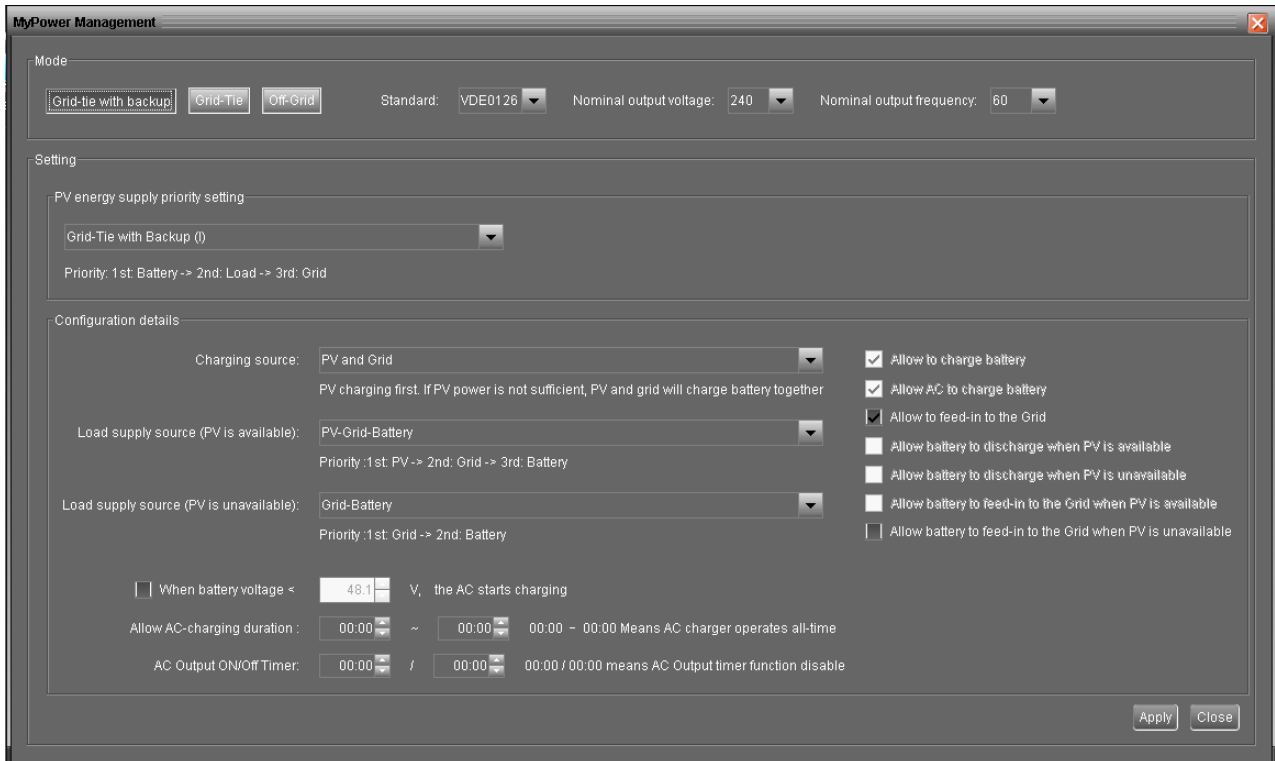 MyPower Management
Mode
Grid-tie with backup Grid-Tie Off-Grid Standard: VDE0126 Nominal output voltage: 240 Nominal output frequency: 60
Setting
PV energy supply priority setting
Grid-Tie with Backup (I)
Priority: 1st: Battery -> 2nd: Load -> 3rd: Grid
Configuration details
Charging source: PV and Grid
PV charging first. If PV power is not sufficient, PV and grid will charge battery together
Load supply source (PV is available): PV-Grid-Battery
Priority :1st: PV -> 2nd: Grid -> 3rd: Battery
Load supply source (PV is unavailable): Grid-Battery
Priority :1st: Grid -> 2nd: Battery
Allow to charge battery
Allow AC to charge battery
Allow to feed-in to the Grid
Allow battery to discharge when PV is available
Allow battery to discharge when PV is unavailable
Allow battery to feed-in to the Grid when PV is available
Allow battery to feed-in to the Grid when PV is unavailable
When battery voltage < 48.1 V, the AC starts charging
Allow AC-charging duration : 00:00 ~ 00:00 00:00 - 00:00 Means AC charger operates all-time
AC Output ON/Off Timer: 00:00 / 00:00 00:00 / 00:00 means AC Output timer function disable
Apply Close